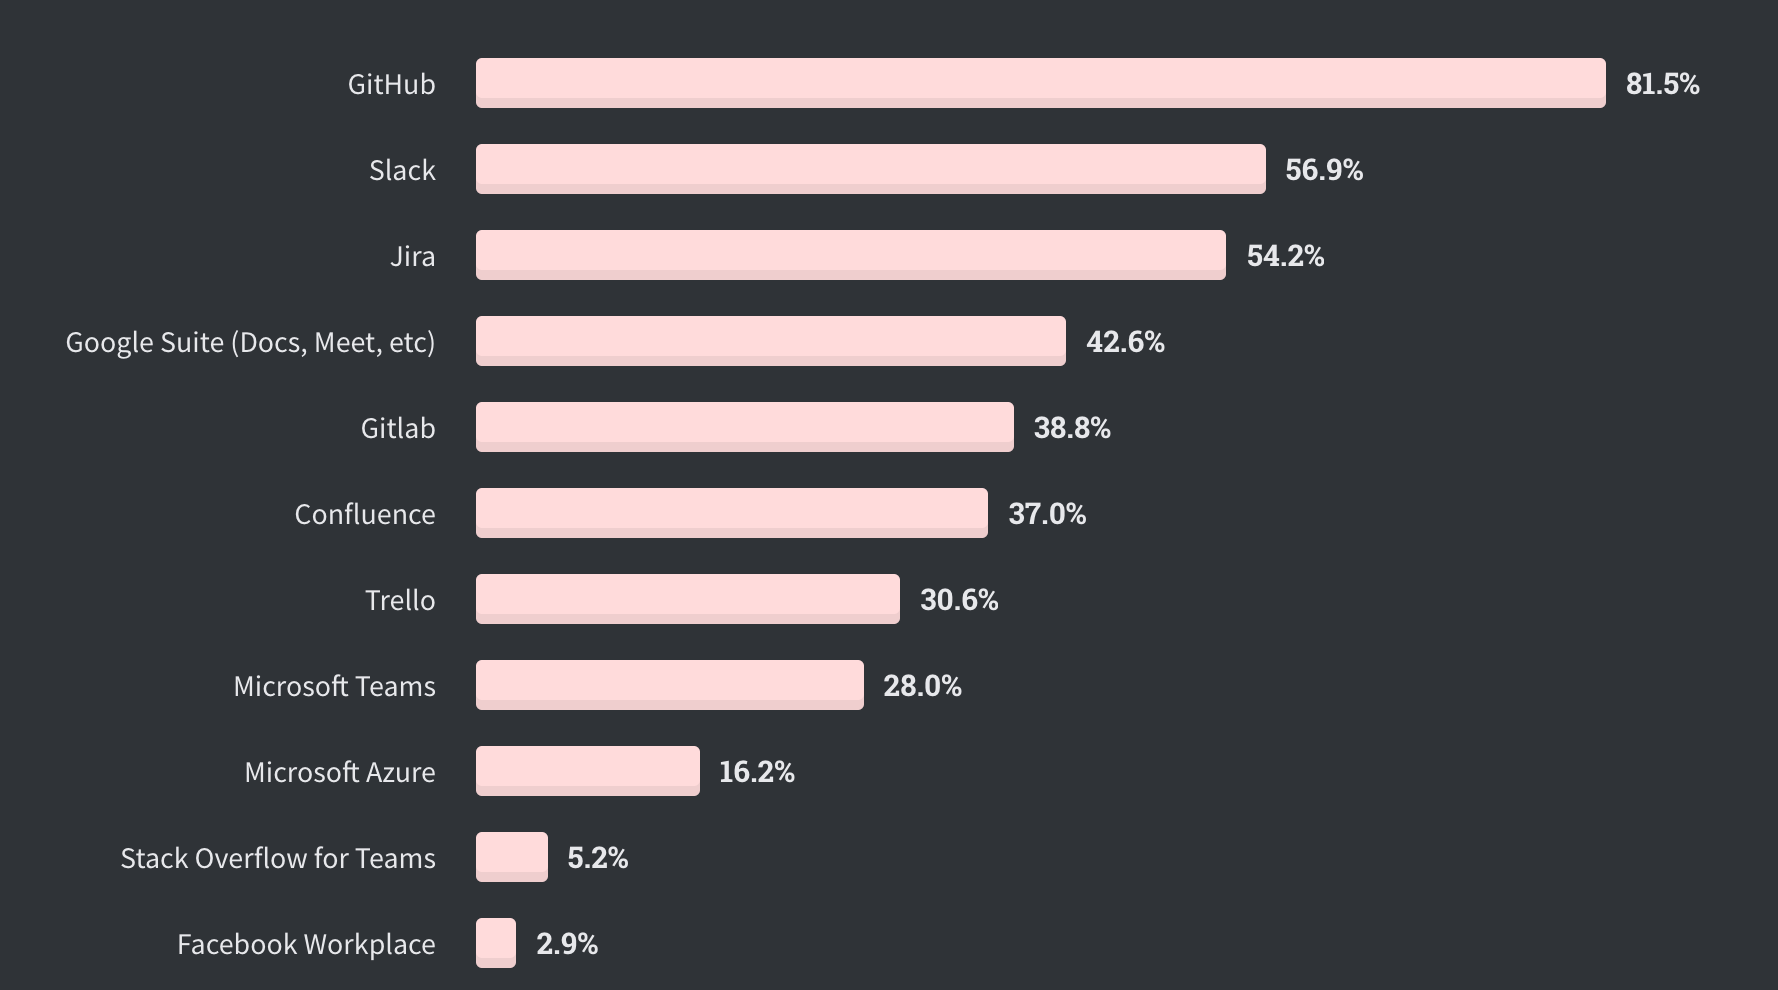 GitHub 81.5%
Slack 56.9%
Jira 54.2%
Google Suite (Docs, Meet, etc) 42.6%
Gitlab 38.8%
Confluence 37.0%
Trello 30.6%
Microsoft Teams 28.0%
Microsoft Azure 16.2%
Stack Overflow for Teams 5.2%
Facebook Workplace 2.9%